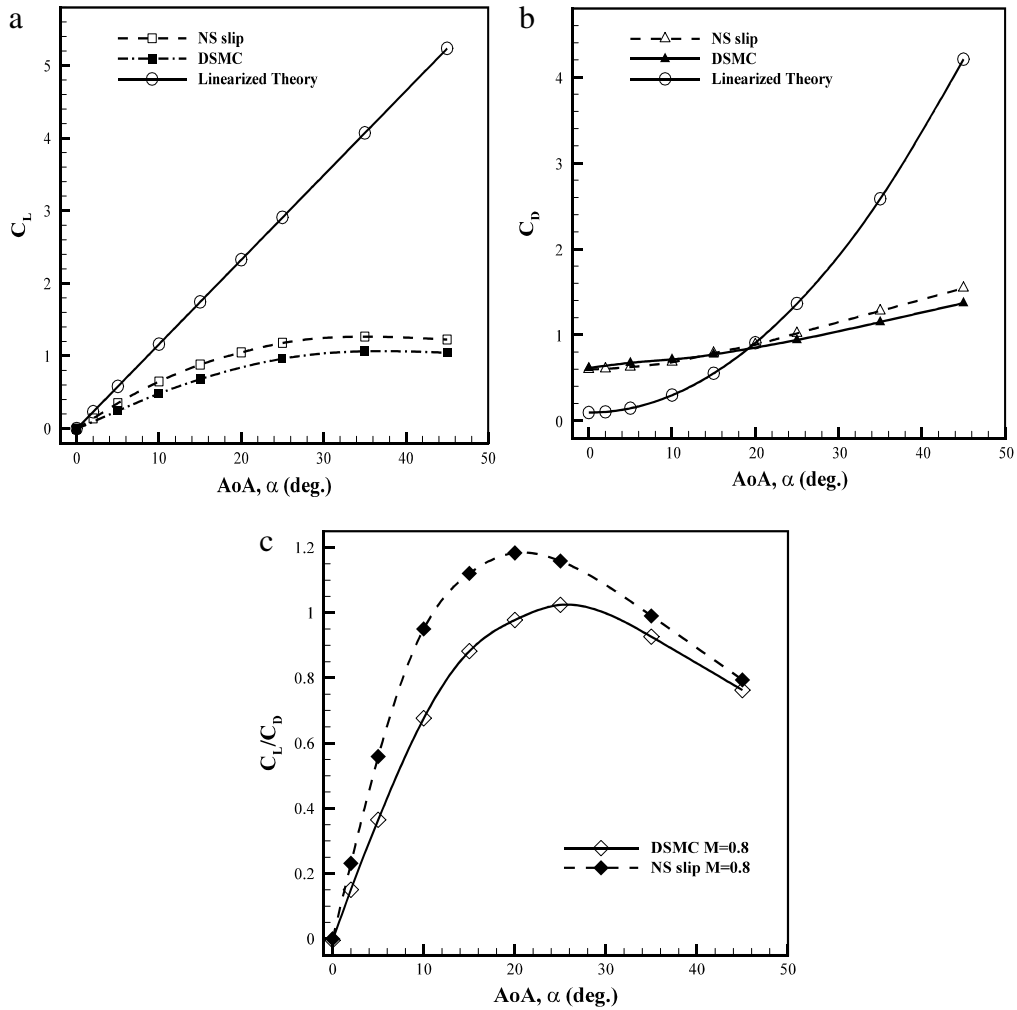 a
NS slip
DSMC
Linearized Theory
5
4
3
2
1
0
C_L
0 10 20 30 40 50
AoA, α (deg.)
b
NS slip
DSMC
Linearized Theory
4
3
2
1
0
C_D
0 10 20 30 40 50
AoA, α (deg.)
c
1.2
1
0.8
0.6
0.4
0.2
0
C_L/C_D
DSMC M=0.8
NS slip M=0.8
0 10 20 30 40 50
AoA, α (deg.)